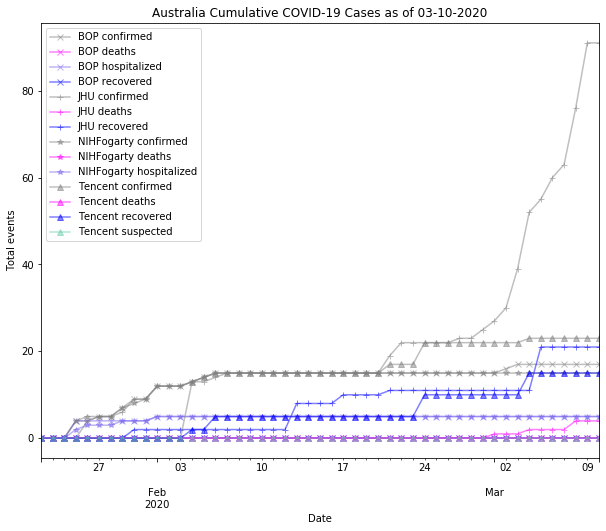 Australia Cumulative COVID-19 Cases as of 03-10-2020
BOP confirmed
BOP deaths
BOP hospitalized
BOP recovered
JHU confirmed
JHU deaths
JHU recovered
NIHFogarty confirmed
NIHFogarty deaths
NIHFogarty hospitalized
Tencent confirmed
Tencent deaths
Tencent recovered
Tencent suspected
Total events
80
60
40
20
0
27 03 10 17 24 02 09
Feb Mar
2020
Date